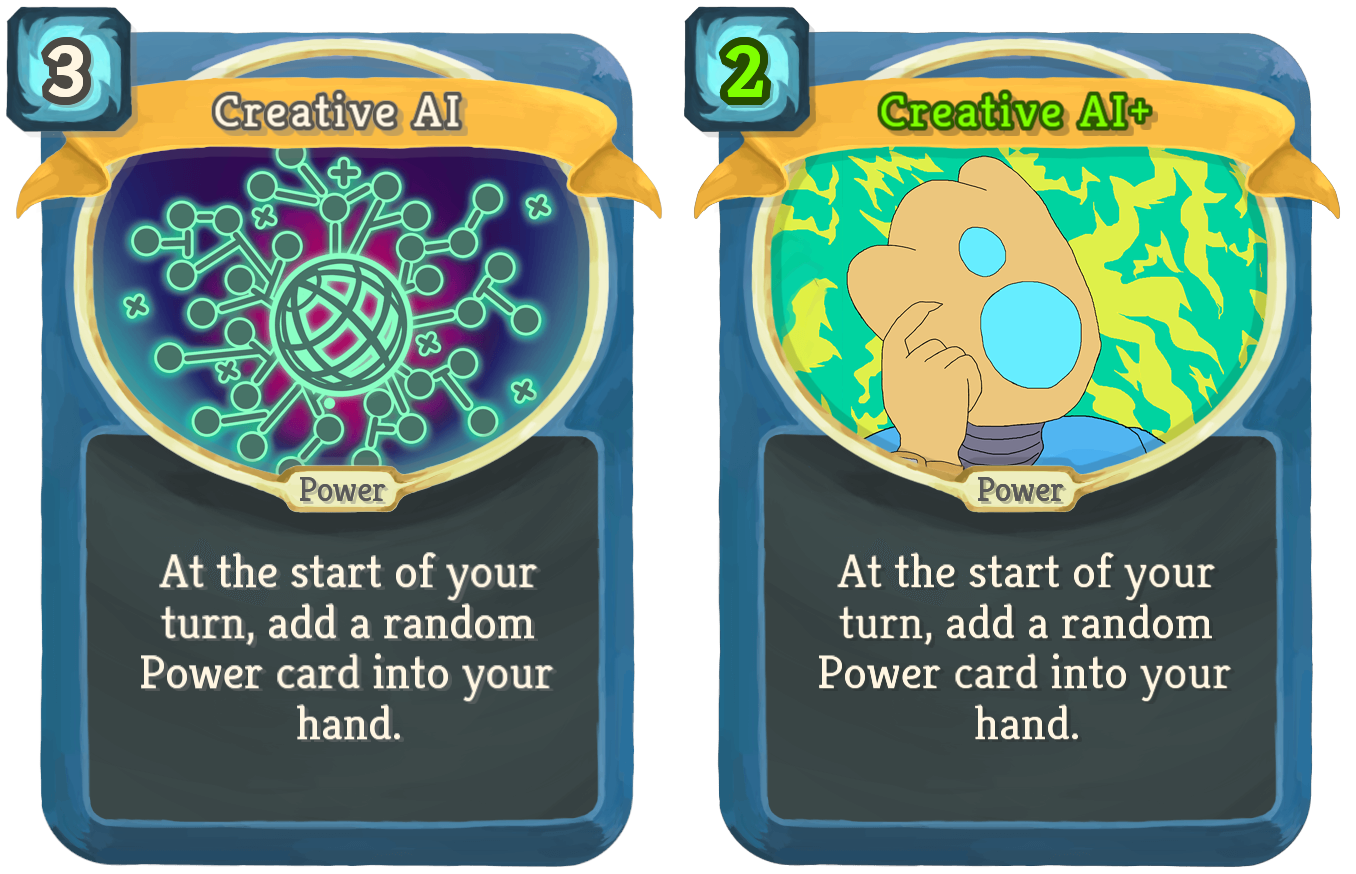 3
Creative AI
Power
At the start of your
turn, add a random
Power card into your
hand.
2
Creative AI+
Power
At the start of your
turn, add a random
Power card into your
hand.